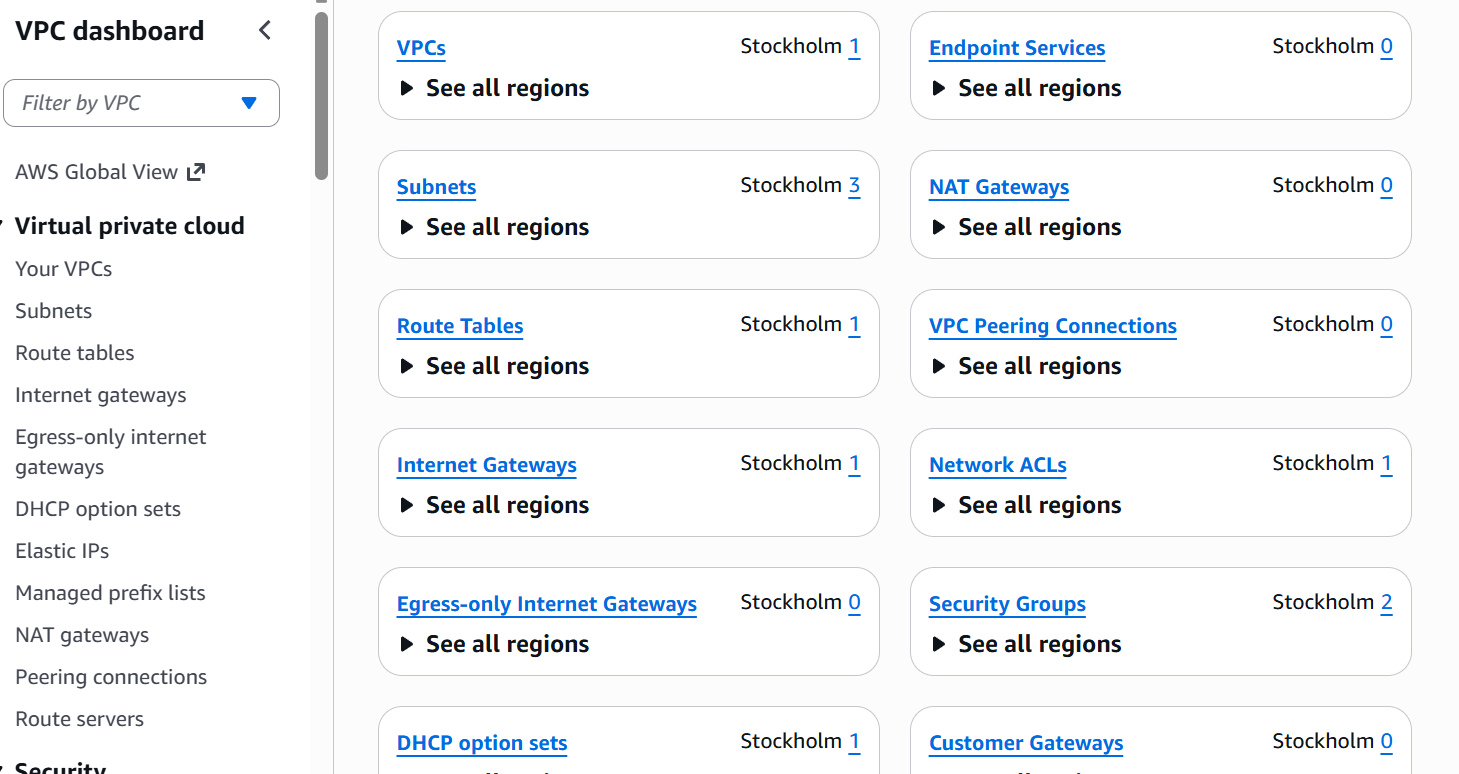 VPC dashboard
Filter by VPC
AWS Global View
Virtual private cloud
Your VPCs
Subnets
Route tables
Internet gateways
Egress-only internet
gateways
DHCP option sets
Elastic IPs
Managed prefix lists
NAT gateways
Peering connections
Route servers
Security
VPCs Stockholm 1
See all regions
Endpoint Services Stockholm 0
See all regions
Subnets Stockholm 3
See all regions
NAT Gateways Stockholm 0
See all regions
Route Tables Stockholm 1
See all regions
VPC Peering Connections Stockholm 0
See all regions
Internet Gateways Stockholm 1
See all regions
Network ACLs Stockholm 1
See all regions
Egress-only Internet Gateways Stockholm 0
See all regions
Security Groups Stockholm 2
See all regions
DHCP option sets Stockholm 1
Customer Gateways Stockholm 0